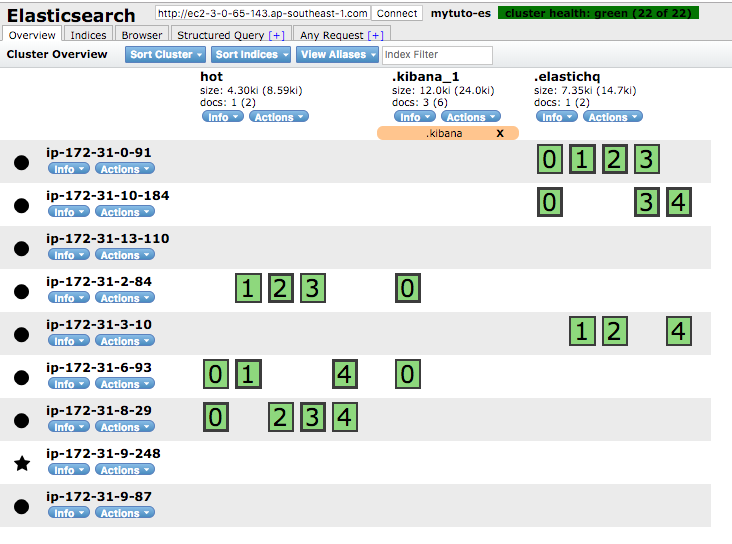 Elasticsearch http://ec2-3-0-65-143.ap-southeast-1.com Connect mytuto-es cluster health: green (22 of 22)
Overview Indices Browser Structured Query [+] Any Request [+]
Cluster Overview Sort Cluster Sort Indices View Aliases Index Filter
hot .kibana_1 .elastichq
size: 4.30ki (8.59ki) size: 12.0ki (24.0ki) size: 7.35ki (14.7ki)
docs: 1 (2) docs: 3 (6) docs: 1 (2)
Info Actions Info Actions Info Actions
.kibana X
ip-172-31-0-91 0 1 2 3
Info Actions
ip-172-31-10-184 0 3 4
Info Actions
ip-172-31-13-110
Info Actions
ip-172-31-2-84 1 2 3 0
Info Actions
ip-172-31-3-10 1 2 4
Info Actions
ip-172-31-6-93 0 1 4 0
Info Actions
ip-172-31-8-29 0 2 3 4
Info Actions
ip-172-31-9-248
Info Actions
ip-172-31-9-87
Info Actions